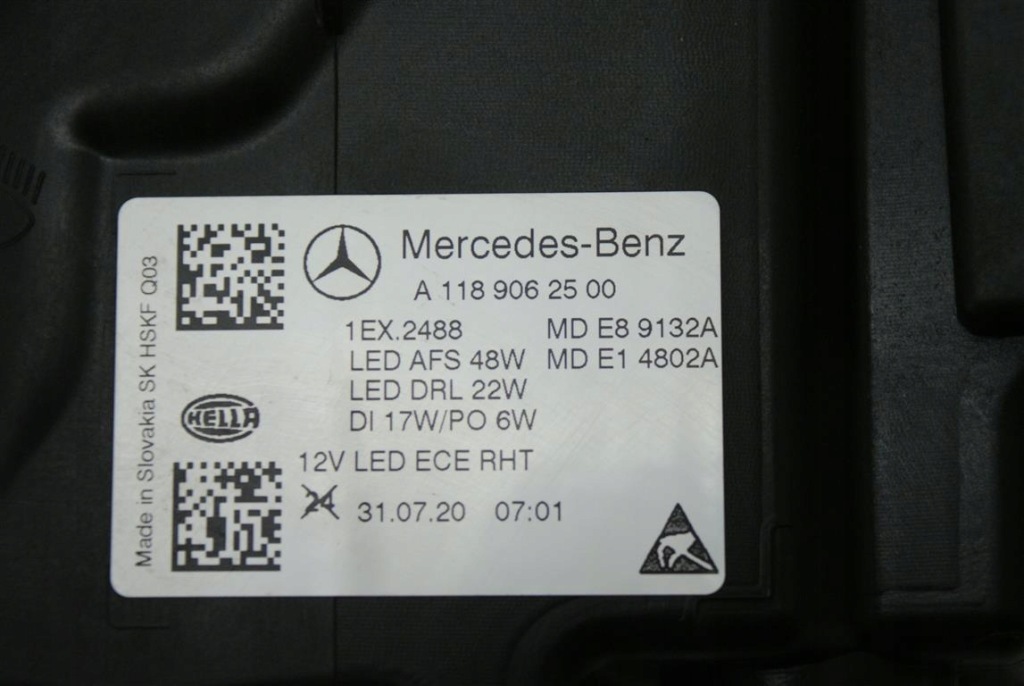 Mercedes-Benz
A 118 906 25 00
1EX.2488 MD E8 9132A
LED AFS 48W MD E1 4802A
LED DRL 22W
DI 17W/PO 6W
HELLA
12V LED ECE RHT
24 31.07.20 07:01
Made in Slovakia SK HSKF Q03